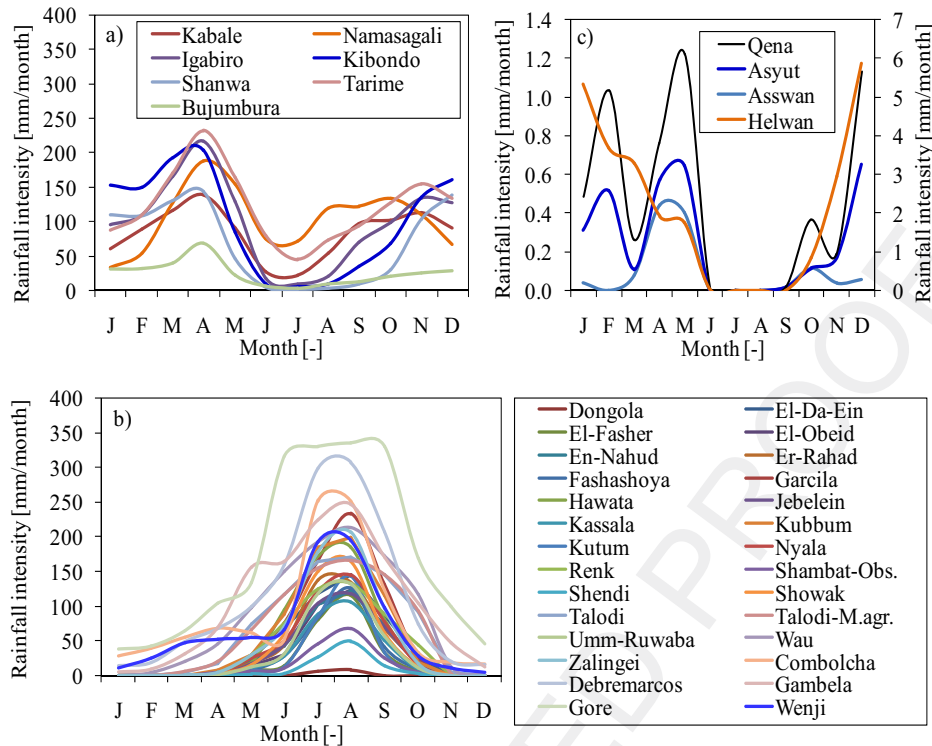 a)
Rainfall intensity [mm/month]
400
350
300
250
200
150
100
50
0
Kabale Namasagali
Igabiro Kibondo
Shanwa Tarime
Bujumbura
J F M A M J J A S O N D
Month [-]
c)
Rainfall intensity [mm/month]
1.4
1.2
1.0
0.8
0.6
0.4
0.2
0.0
Qena
Asyut
Asswan
Helwan
7
6
5
4
3
2
1
0
Rainfall intensity [mm/month]
J F M A M J J A S O N D
Month [-]
b)
Rainfall intensity [mm/month]
400
350
300
250
200
150
100
50
0
J F M A M J J A S O N D
Month [-]
Dongola El-Da-Ein
El-Fasher El-Obeid
En-Nahud Er-Rahad
Fashashoya Garcila
Hawata Jebelein
Kassala Kubbum
Kutum Nyala
Renk Shambat-Obs.
Shendi Showak
Talodi Talodi-M.agr.
Umm-Ruwaba Wau
Zalingei Combolcha
Debremarcos Gambela
Gore Wenji